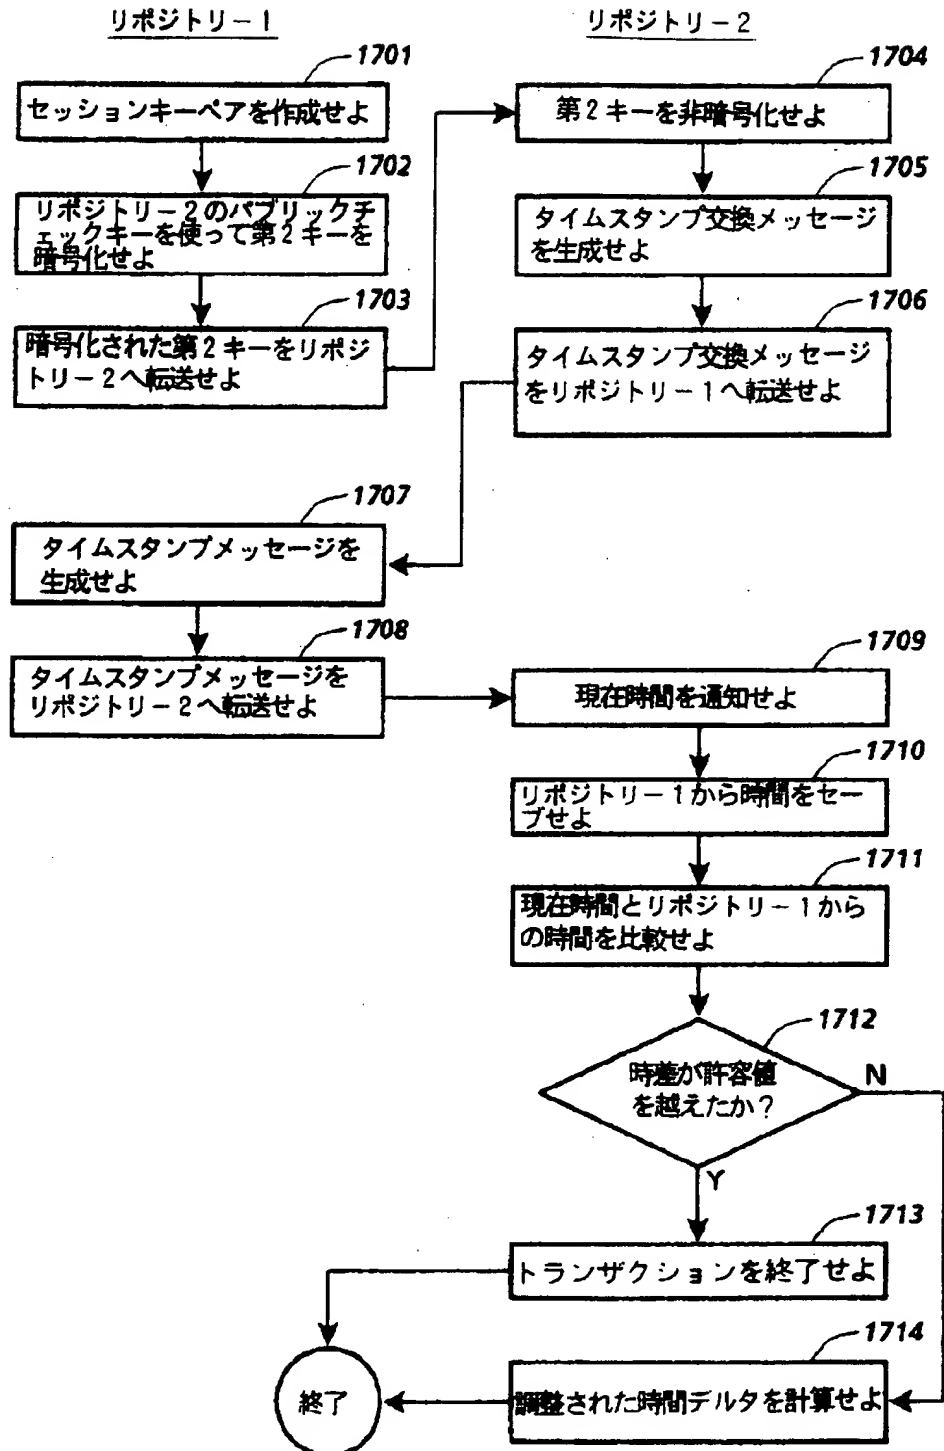 リポジトリー1
リポジトリー2
1701
セッションキーペアを作成せよ
1702
リポジトリー2のパブリックチ
ェックキーを使って第2キーを
暗号化せよ
1703
暗号化された第2キーをリポジ
トリー2へ転送せよ
1704
第2キーを非暗号化せよ
1705
タイムスタンプ交換メッセージ
を生成せよ
1706
タイムスタンプ交換メッセージ
をリポジトリー1へ転送せよ
1707
タイムスタンプメッセージを
生成せよ
1708
タイムスタンプメッセージを
リポジトリー2へ転送せよ
1709
現在時間を通知せよ
1710
リポジトリー1から時間をセー
ブせよ
1711
現在時間とリポジトリー1から
の時間を比較せよ
1712
時差が許容値
を越えたか?
N
Y
1713
トランザクションを終了せよ
1714
調整された時間デルタを計算せよ
終了